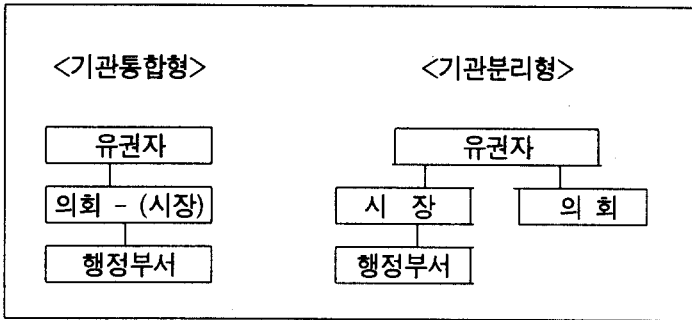 <기관통합형> <기관분리형>
유권자 유권자
의회 - (시장) 시 장 의 회
행정부서 행정부서